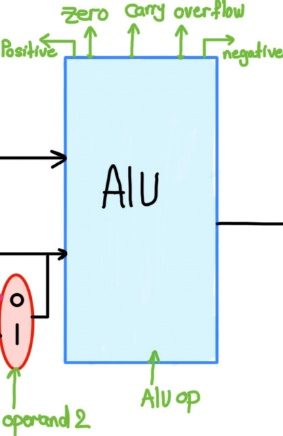 zero carry overflow
Positive negative
Alu
0
1
Alu op
operand 2